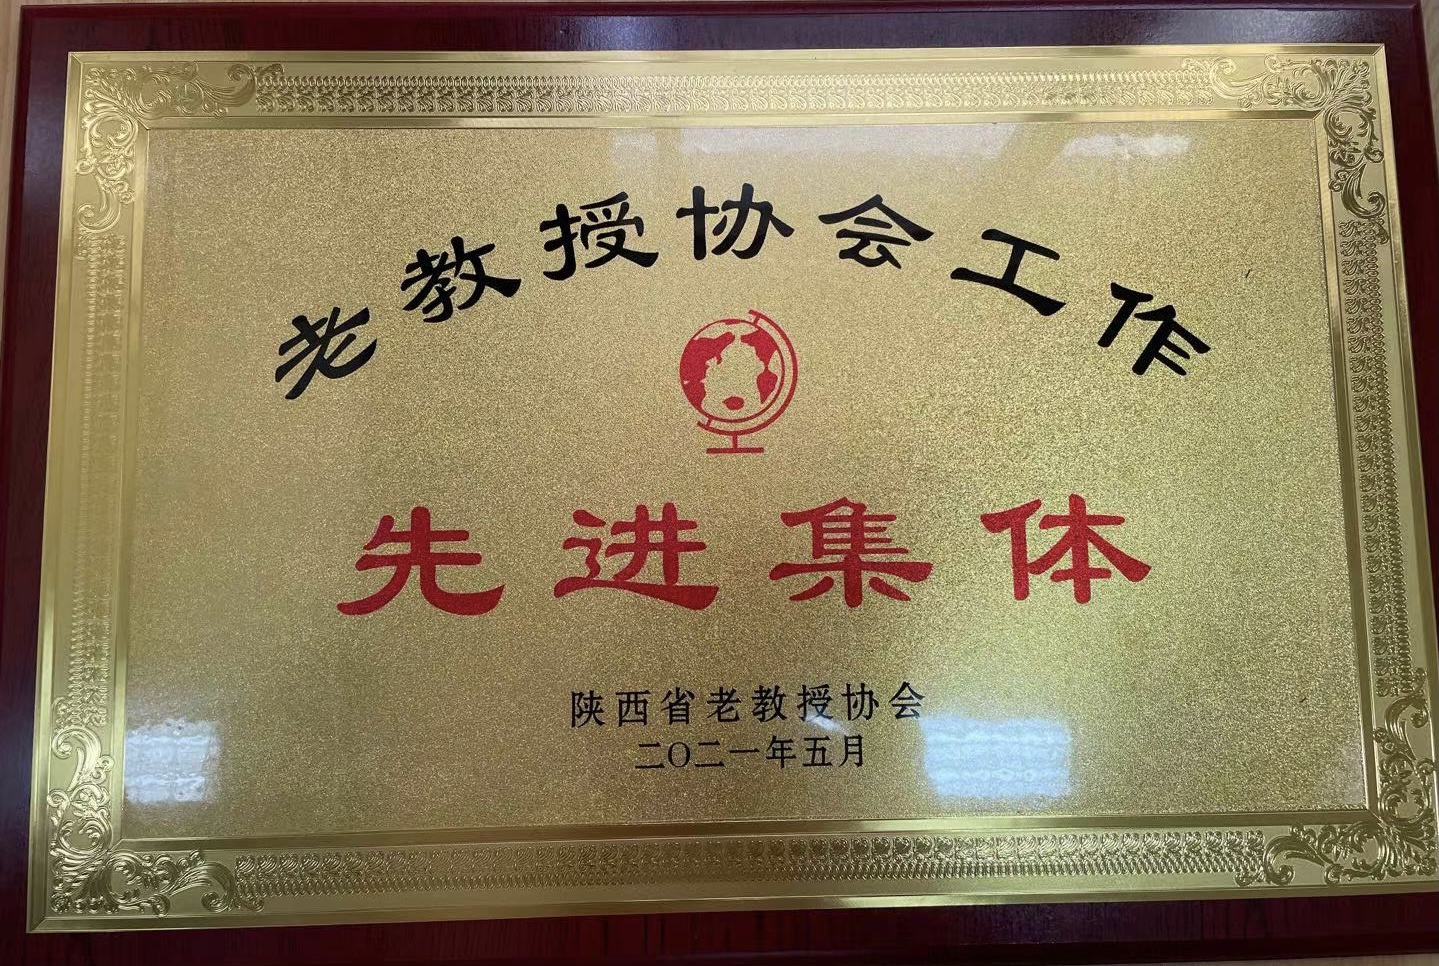 老教授协会工作
先进集体
陕西省老教授协会
二〇二一年五月